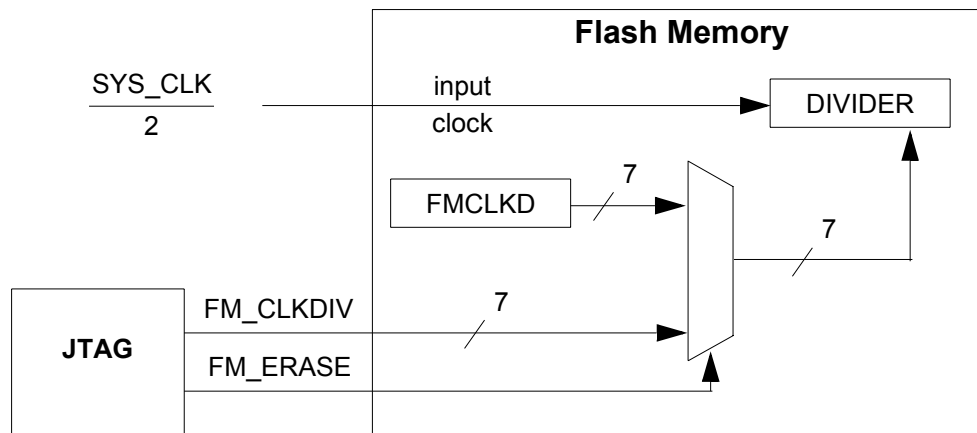 Flash Memory
SYS_CLK
2
input
clock
DIVIDER
FMCLKD
7
7
JTAG
FM_CLKDIV
7
FM_ERASE